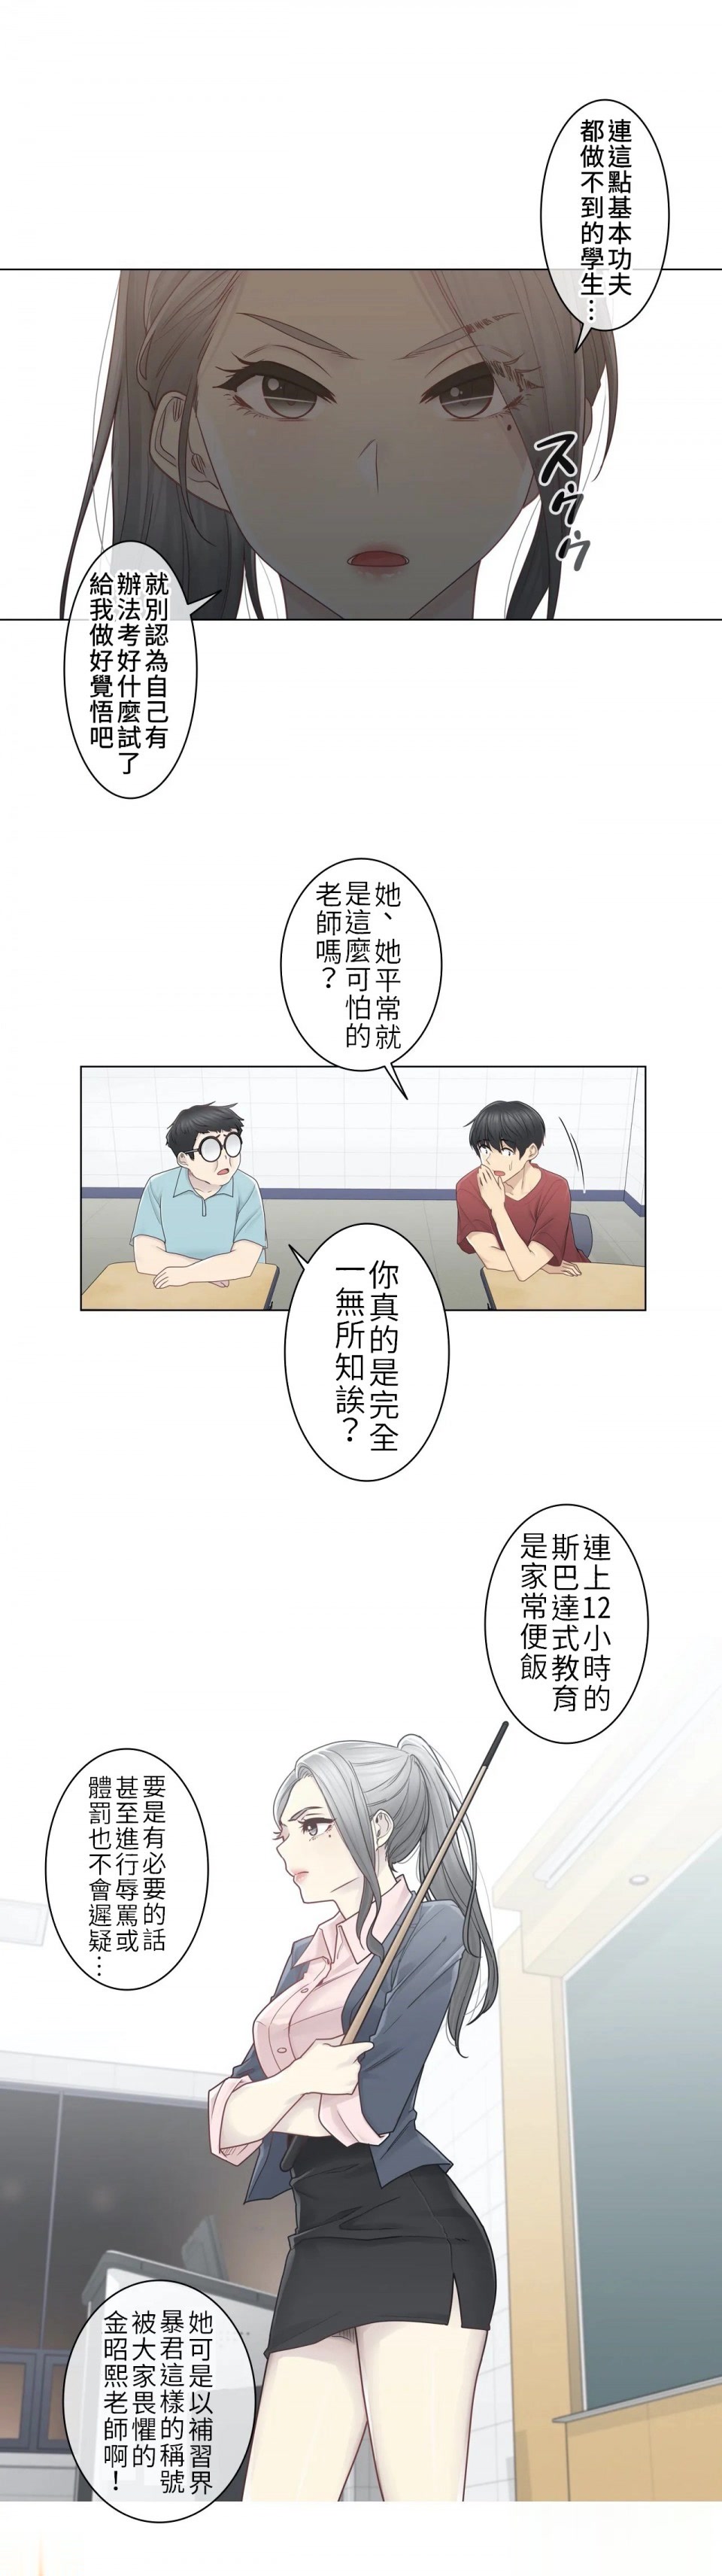 連這點基本功夫
都做不到的學生…
スウウ
就別認為自己有
辦法考好什麼試了
給我做好覺悟吧
她、她平常就
是這麼可怕的
老師嗎？
你真的是完全
一無所知誒？
連上12小時的
斯巴達式教育
是家常便飯
要是有必要的話
甚至進行辱罵或
體罰也不會遲疑…
她可是以補習界
暴君這樣的稱號
被大家畏懼的
金昭熙老師啊！